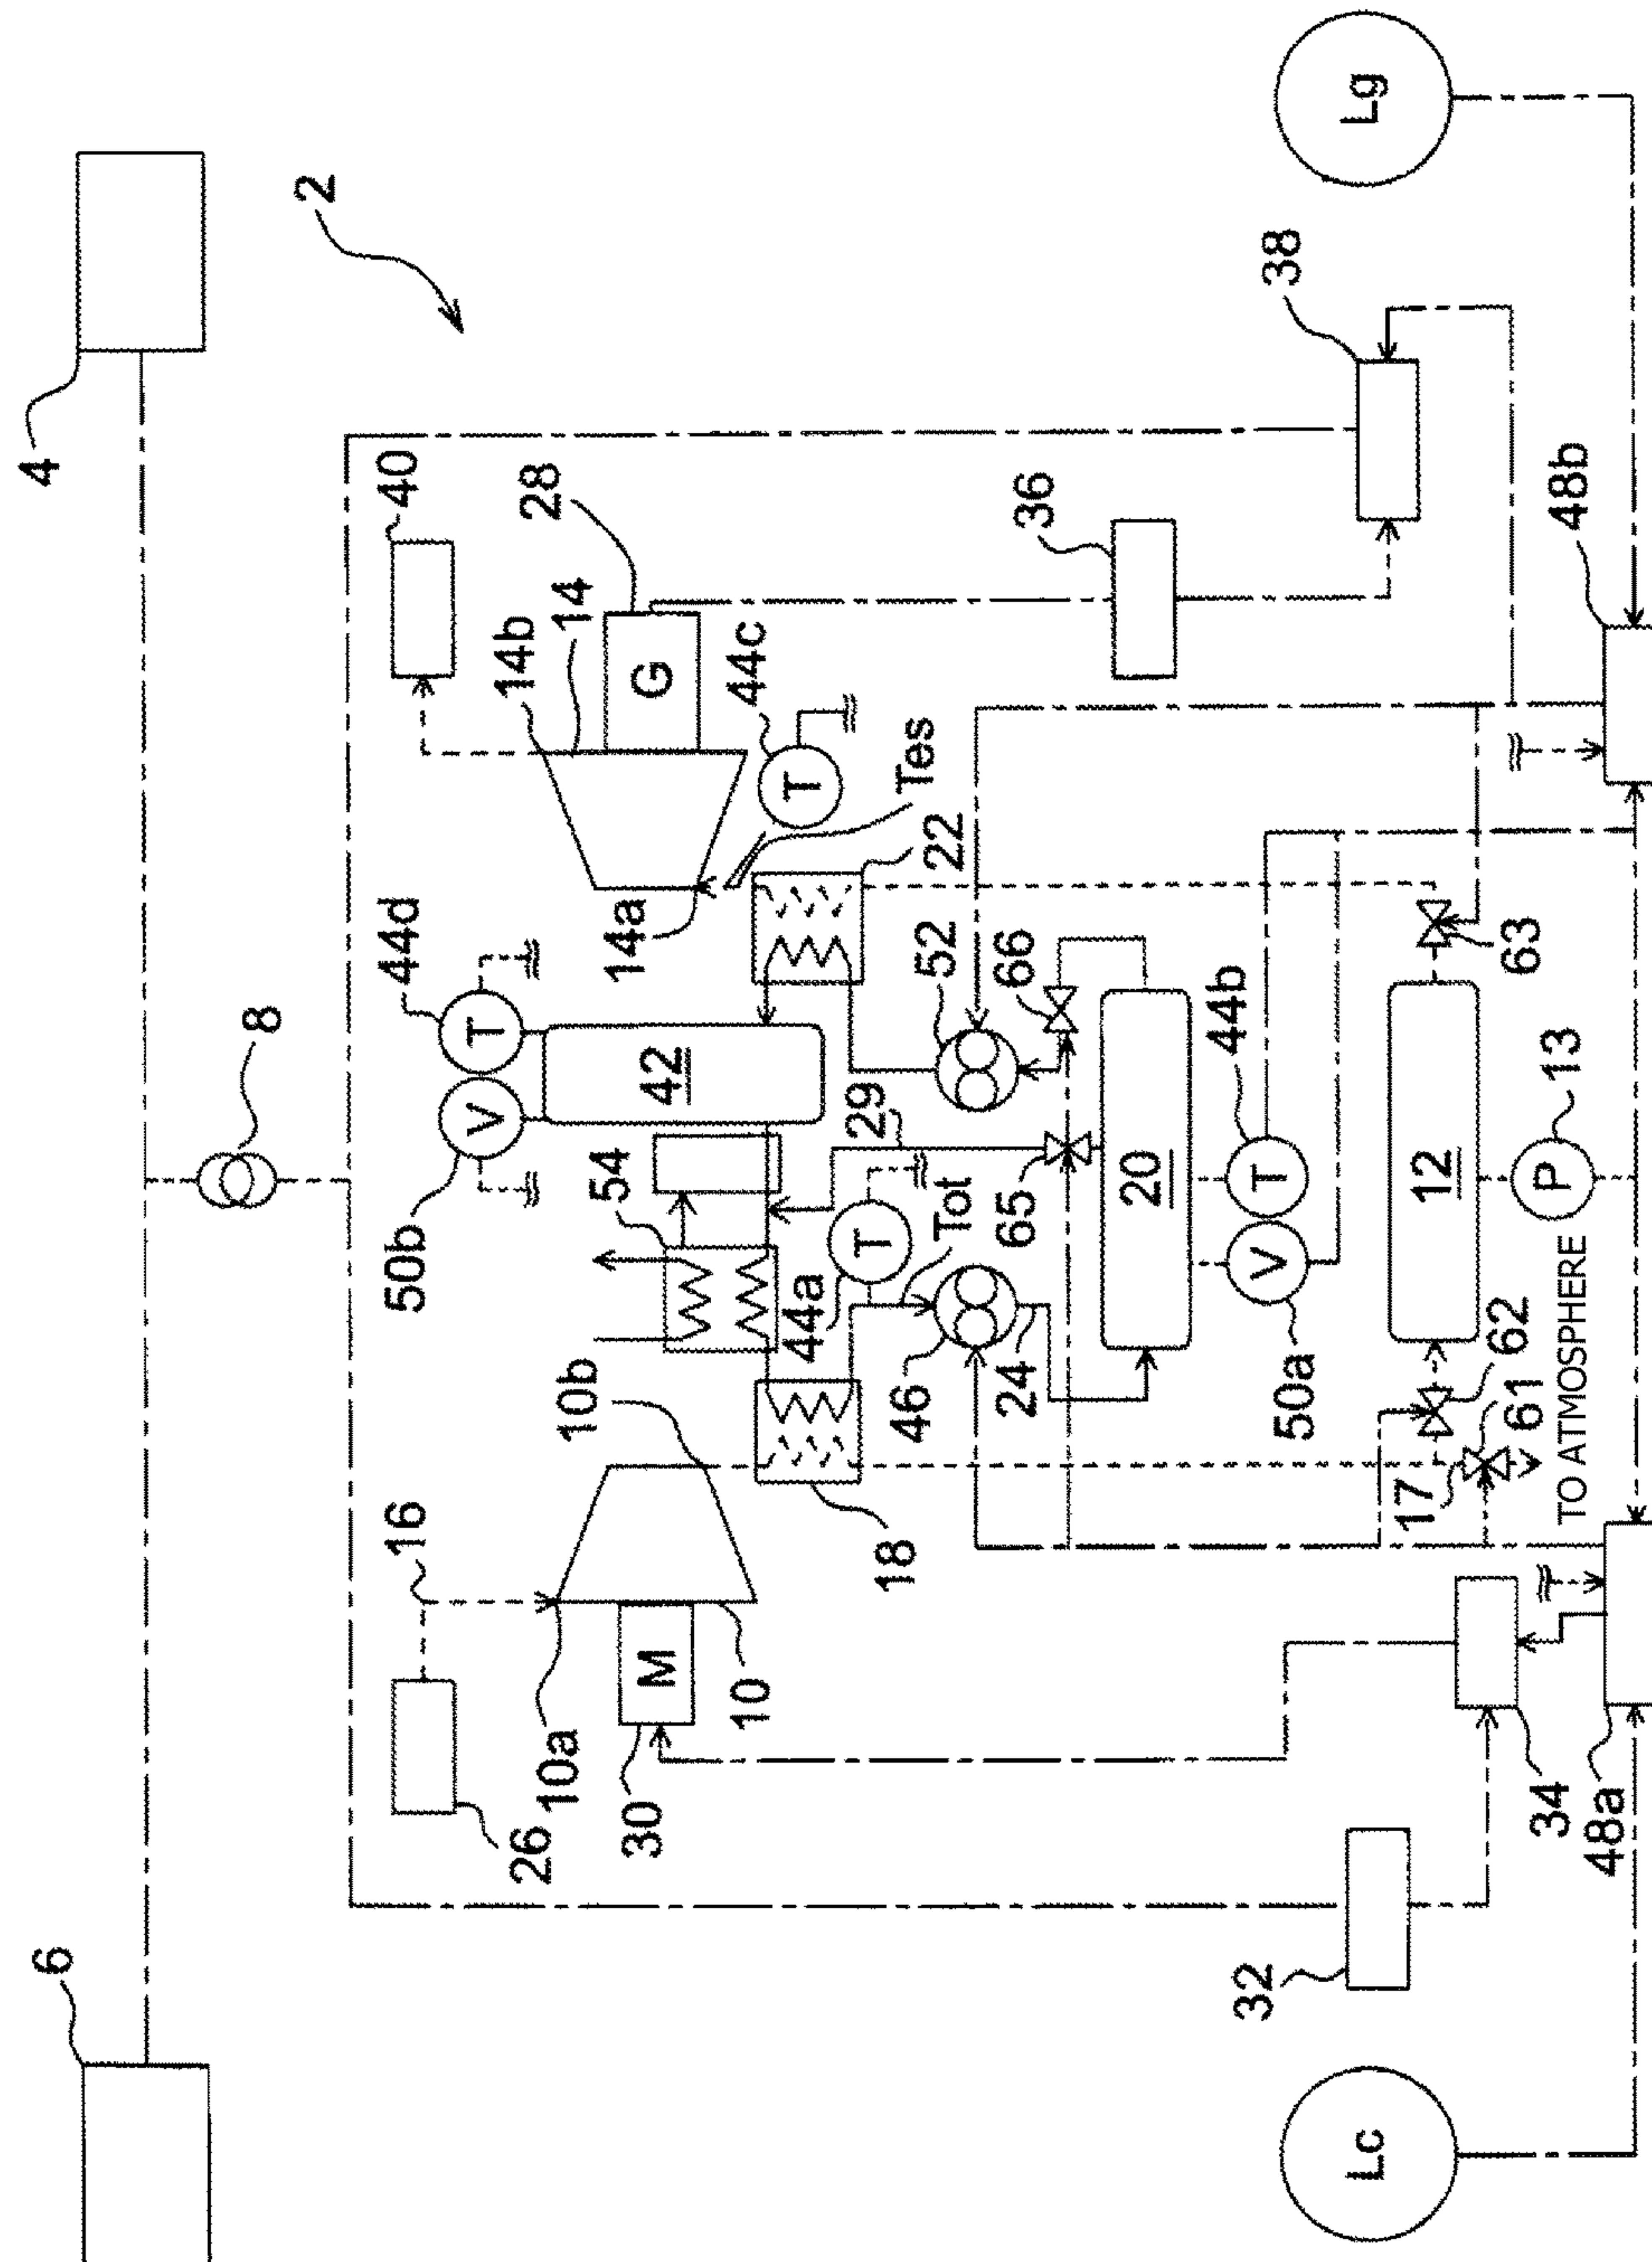 6
4
8
2
16
50b
44d
40
26
V
T
14b
28
10a
10b
54
14a
14
30
M
42
G
10
44a
T
44c
18
T
29
22
Tes
46
Tot
52
24
65
66
36
20
32
50a
V
T
44b
38
Lc
Lg
17
12
61
62
63
34
P
13
TO ATMOSPHERE
48a
48b